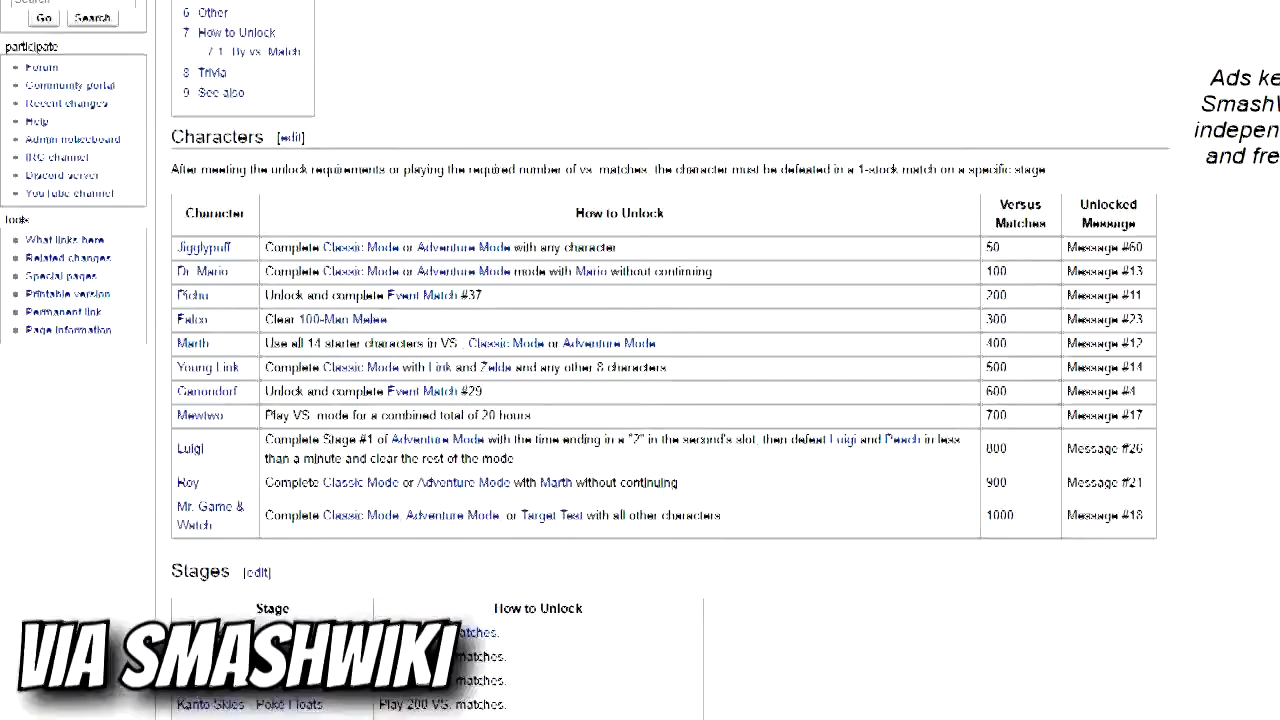 Search
Go Search
participate
Forum
Community portal
Recent changes
Help
Admin noticeboard
IRC channel
Discord server
YouTube channel
tools
What links here
Related changes
Special pages
Printable version
Permanent link
Page information
6 Other
7 How to Unlock
7.1 By vs. Match
8 Trivia
9 See also
Ads ke
SmashW
indepen
and fre
Characters [edit]
After meeting the unlock requirements or playing the required number of vs. matches, the character must be defeated in a 1-stock match on a specific stage.
Character How to Unlock Versus Matches Unlocked Message
Jigglypuff Complete Classic Mode or Adventure Mode with any character 50 Message #60
Dr. Mario Complete Classic Mode or Adventure Mode mode with Mario without continuing 100 Message #13
Pichu Unlock and complete Event Match #37 200 Message #11
Falco Clear 100-Man Melee 300 Message #23
Marth Use all 14 starter characters in VS., Classic Mode or Adventure Mode 400 Message #12
Young Link Complete Classic Mode with Link and Zelda and any other 8 characters 500 Message #14
Ganondorf Unlock and complete Event Match #29 600 Message #4
Mewtwo Play VS. mode for a combined total of 20 hours 700 Message #17
Luigi Complete Stage #1 of Adventure Mode with the time ending in a "2" in the second's slot, then defeat Luigi and Peach in less
than a minute and clear the rest of the mode 800 Message #26
Roy Complete Classic Mode or Adventure Mode with Marth without continuing 900 Message #21
Mr. Game & Watch Complete Classic Mode, Adventure Mode, or Target Test with all other characters 1000 Message #18
Stages [edit]
Stage How to Unlock
matches.
matches.
matches.
Kanto Skies Poké Floats Play 200 VS. matches.
VIA SMASHWIKI